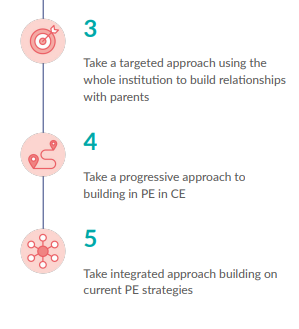 3
Take a targeted approach using the
whole institution to build relationships
with parents
4
Take a progressive approach to
building in PE in CE
5
Take integrated approach building on
current PE strategies